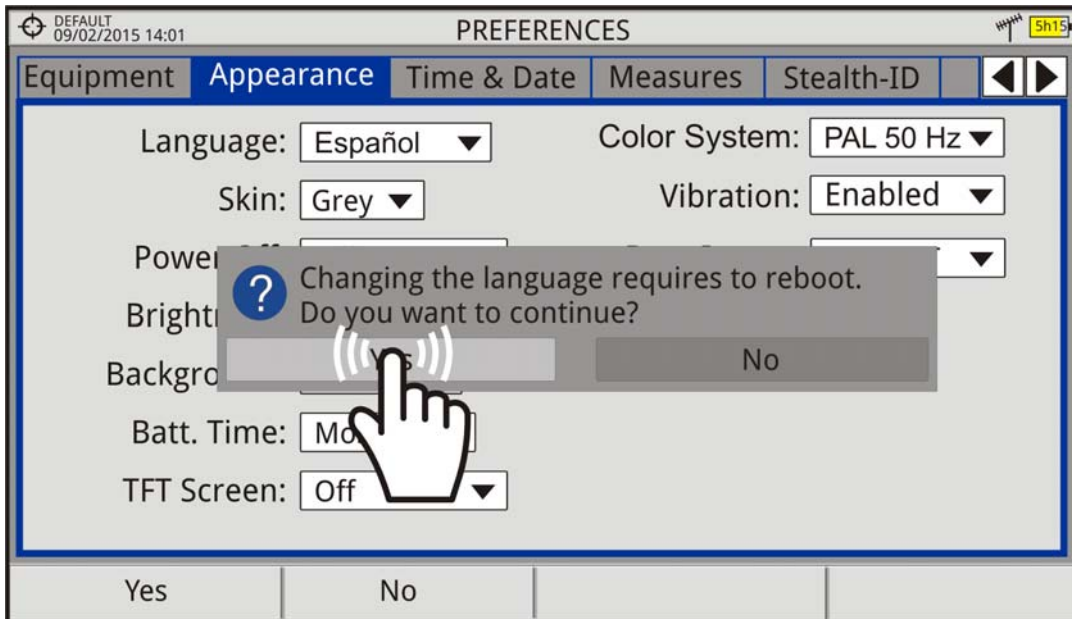 DEFAULT
09/02/2015 14:01
PREFERENCES
5h15
Equipment Appearance Time & Date Measures Stealth-ID
Language: Español
Color System: PAL 50 Hz
Skin: Grey
Vibration: Enabled
Changing the language requires to reboot.
Do you want to continue?
Yes No
Batt. Time:
TFT Screen: Off
Yes No